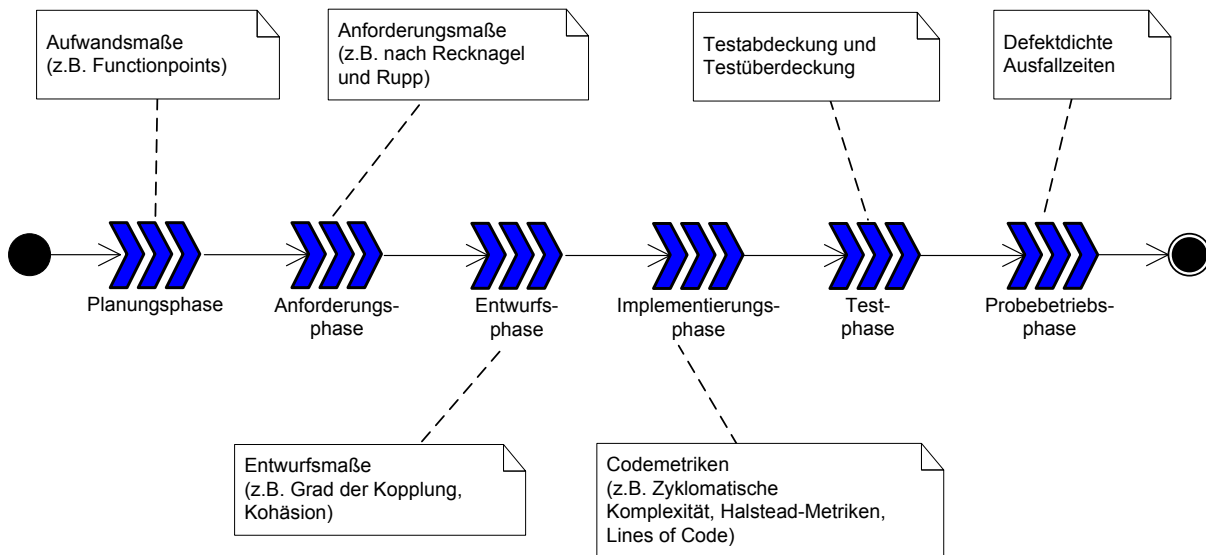 Aufwandsmaße
(z.B. Functionpoints)
Anforderungsmaße
(z.B. nach Recknagel
und Rupp)
Testabdeckung und
Testüberdeckung
Defektdichte
Ausfallzeiten
Planungsphase
Anforderungs-
phase
Entwurfs-
phase
Implementierungs-
phase
Test-
phase
Probebetriebs-
phase
Entwurfsmaße
(z.B. Grad der Kopplung,
Kohäsion)
Codemetriken
(z.B. Zyklomatische
Komplexität, Halstead-Metriken,
Lines of Code)